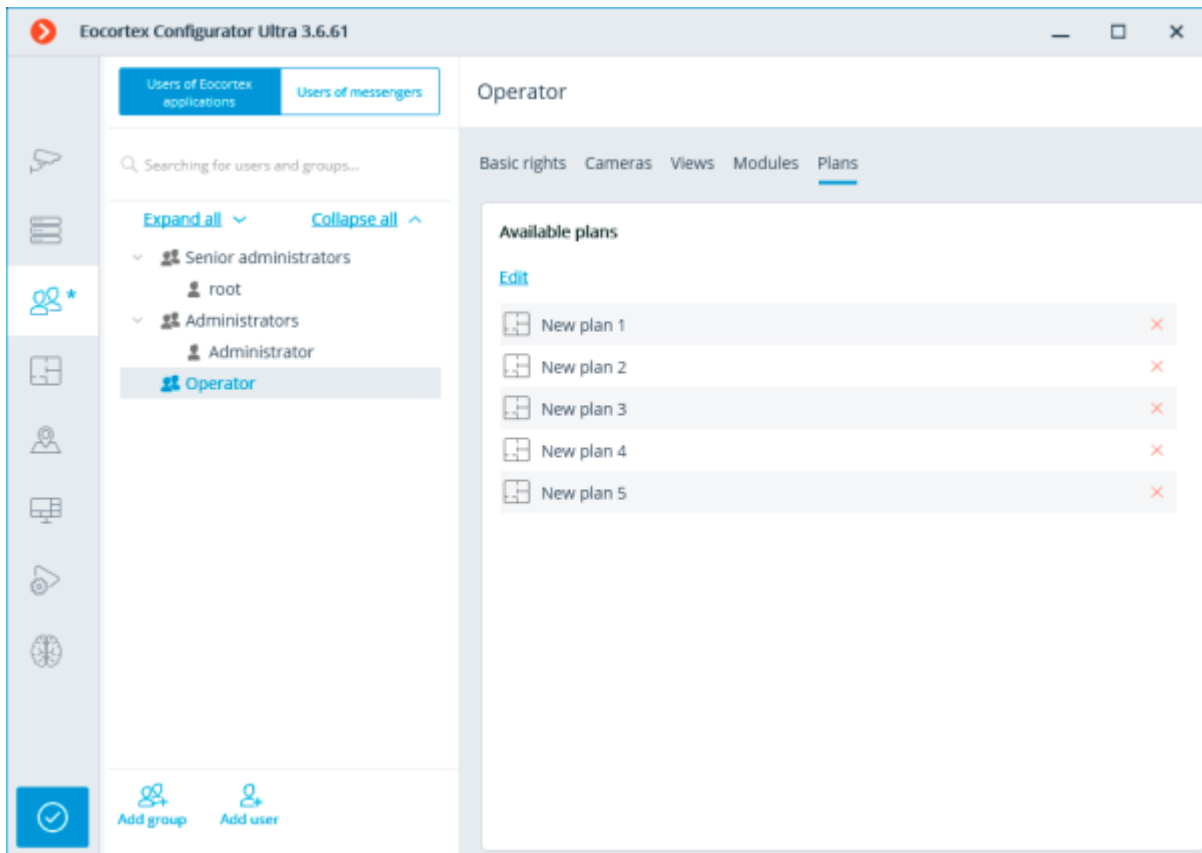 Eocortex Configurator Ultra 3.6.61
Users of Eocortex
applications
Users of messengers
Searching for users and groups...
Expand all
Collapse all
Senior administrators
root
Administrators
Administrator
Operator
Add group
Add user
Operator
Basic rights Cameras Views Modules Plans
Available plans
Edit
New plan 1
New plan 2
New plan 3
New plan 4
New plan 5